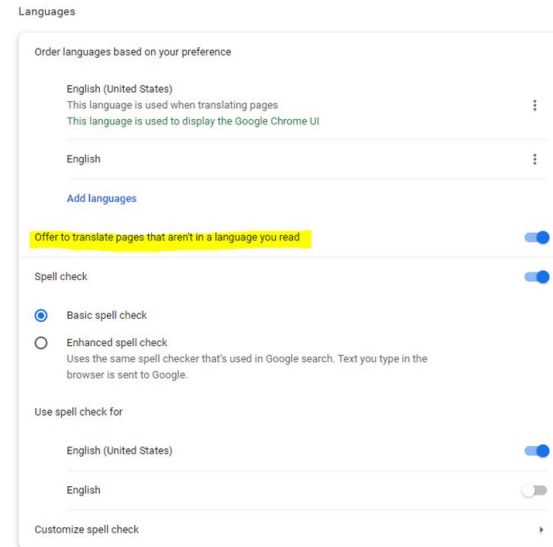 Languages
Order languages based on your preference
English (United States)
This language is used when translating pages
This language is used to display the Google Chrome UI
English
Add languages
Offer to translate pages that aren't in a language you read
Spell check
Basic spell check
Enhanced spell check
Uses the same spell checker that's used in Google search. Text you type in the
browser is sent to Google.
Use spell check for
English (United States)
English
Customize spell check